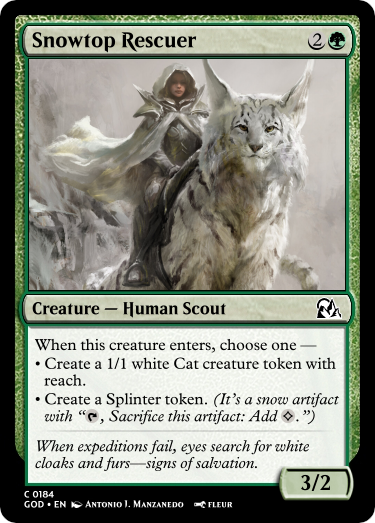 Snowtop Rescuer 2
Creature — Human Scout
When this creature enters, choose one —
• Create a 1/1 white Cat creature token with
reach.
• Create a Splinter token. (It's a snow artifact
with “, Sacrifice this artifact: Add .”)
When expeditions fail, eyes search for white
cloaks and furs—signs of salvation.
3/2
C 0184
GOD • EN Antonio J. Manzanedo FLEUR